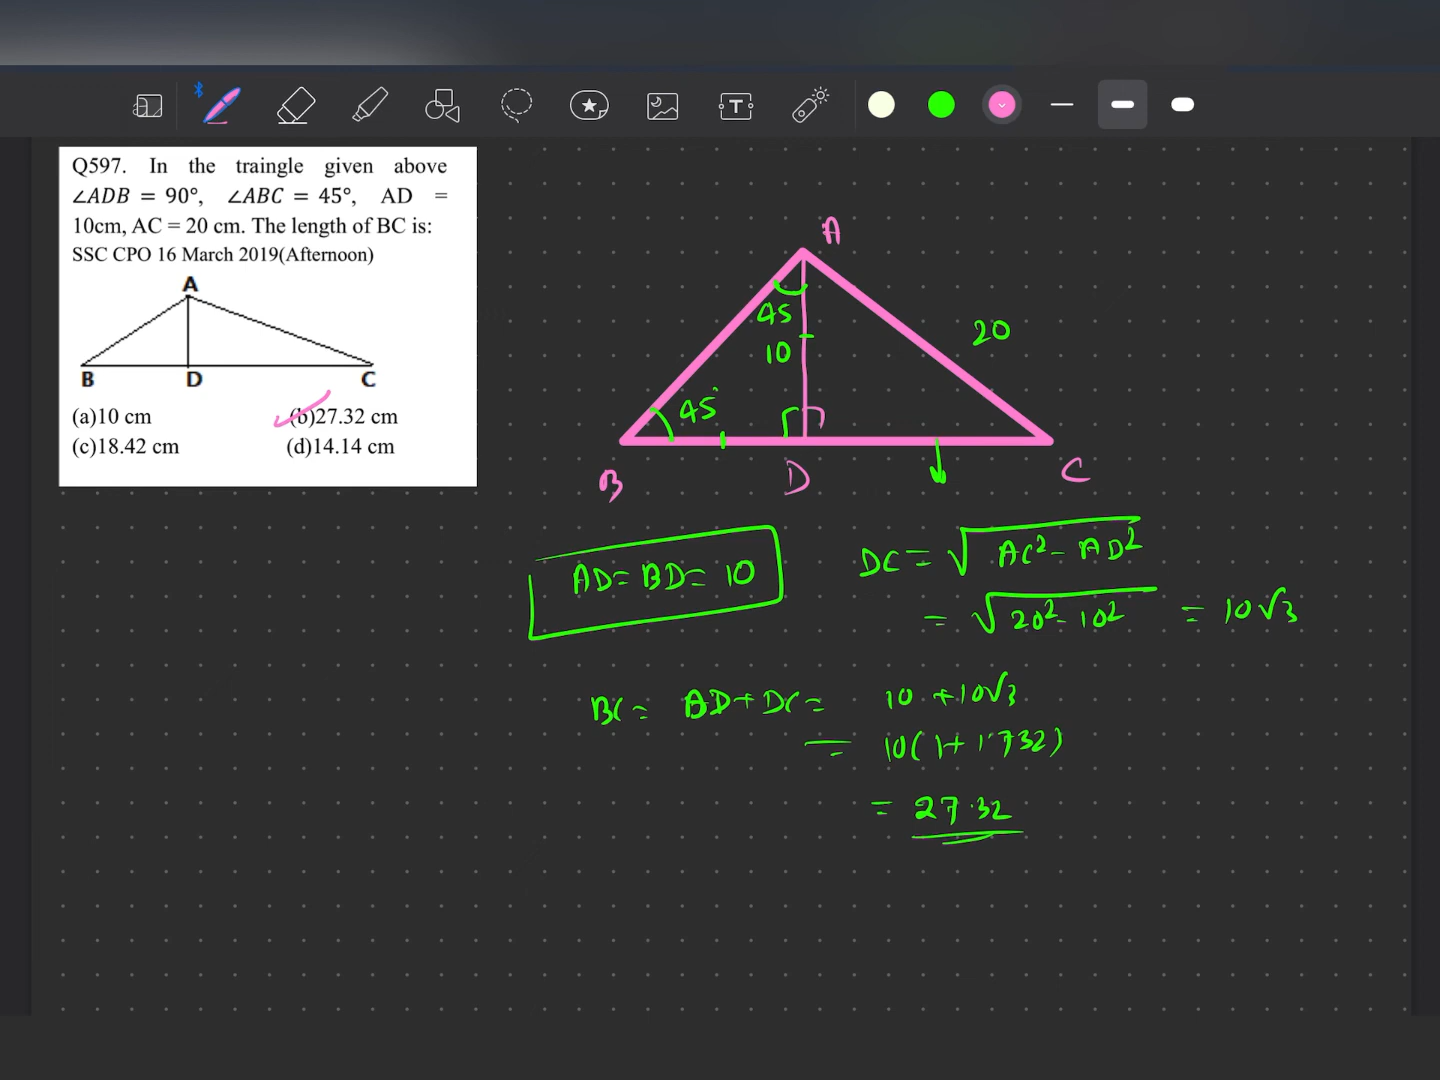 Q597. In the traingle given above
∠ADB = 90°, ∠ABC = 45°, AD =
10cm, AC = 20 cm. The length of BC is:
SSC CPO 16 March 2019(Afternoon)
A
B D C
(a)10 cm (b)27.32 cm
(c)18.42 cm (d)14.14 cm
A
45
10
20
45°
B D C
AD = BD = 10
DC = √AC² - AD²
= √20² - 10² = 10√3
BC = BD + DC = 10 + 10√3
= 10(1+1.732)
= 27.32